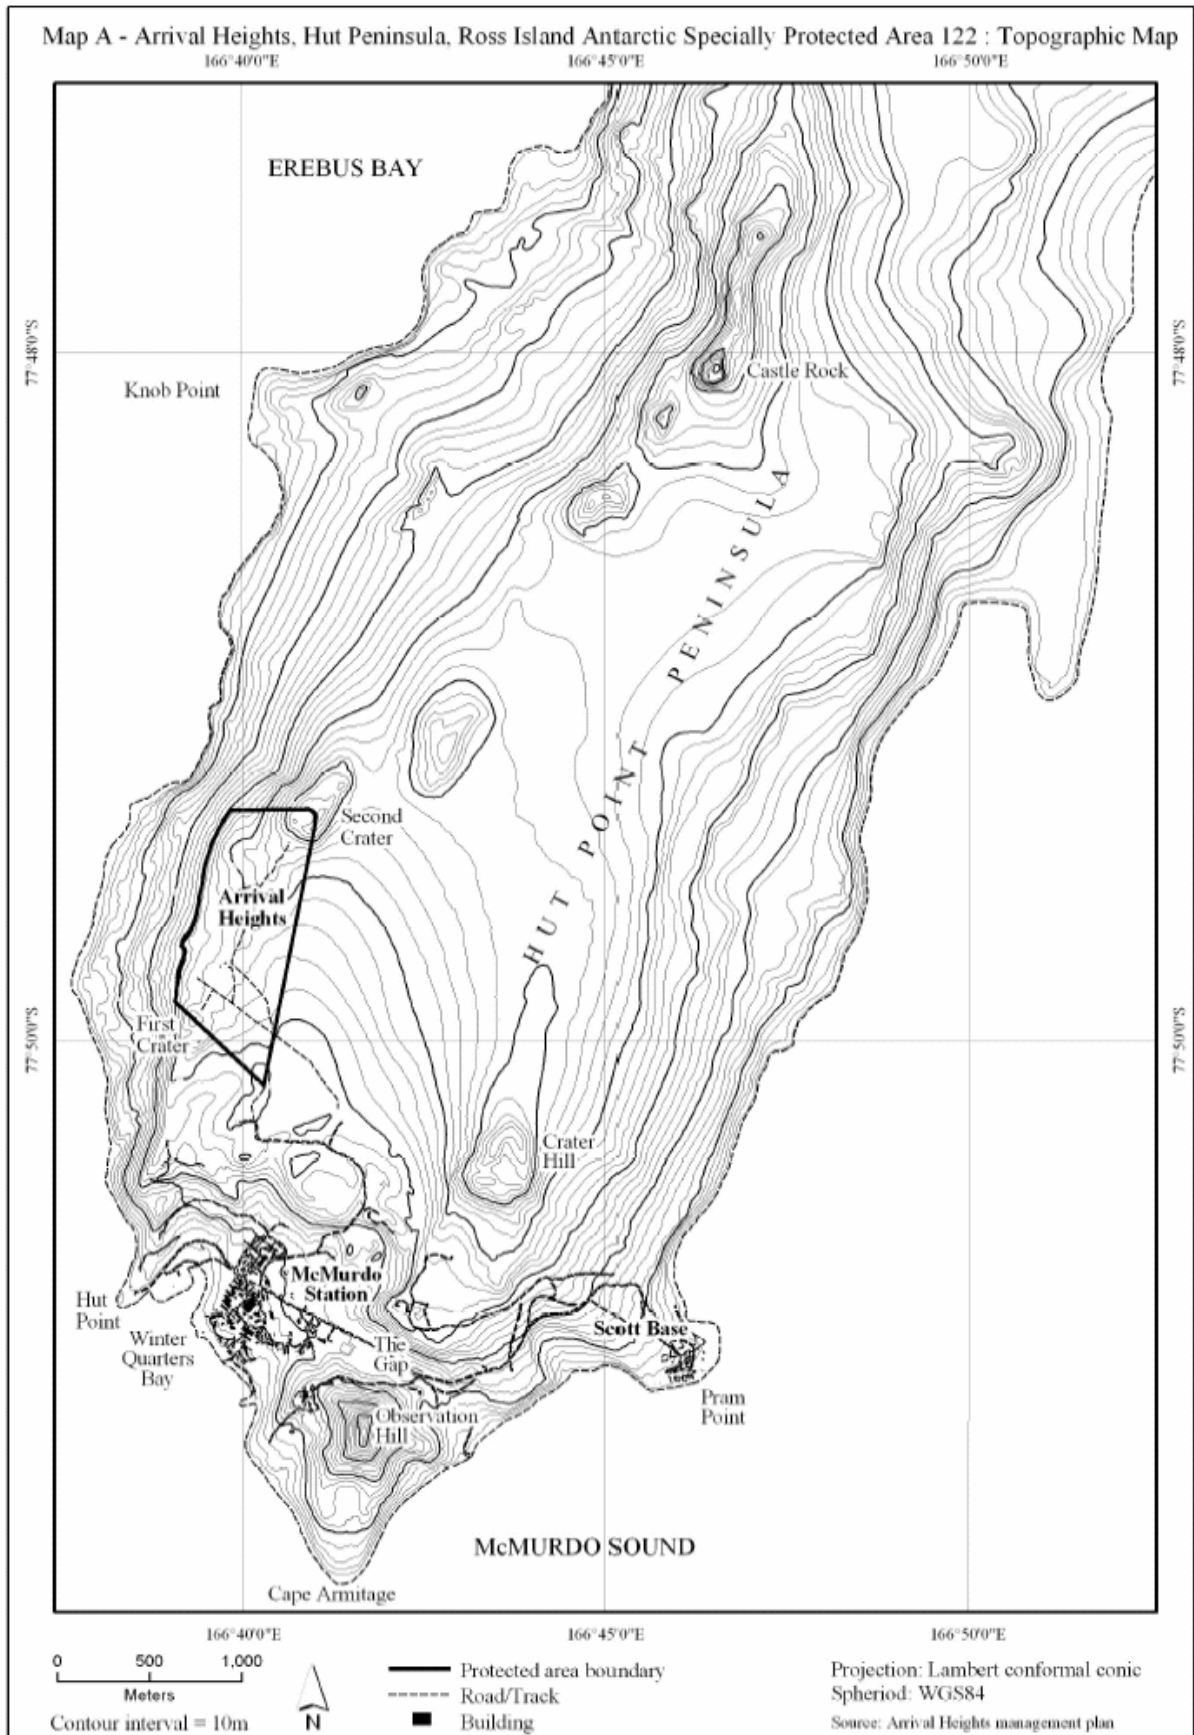 Map A - Arrival Heights, Hut Peninsula, Ross Island Antarctic Specially Protected Area 122 : Topographic Map
166°40'0"E 166°45'0"E 166°50'0"E
EREBUS BAY
77°48'0"S 77°48'0"S
Castle Rock
Knob Point
HUT POINT PENINSULA
Second
Crater
Arrival
Heights
First
Crater
77°50'0"S 77°50'0"S
Crater
Hill
McMurdo
Station
Hut
Point
Scott Base
Winter
Quarters
Bay
The
Gap
Pram
Point
Observation
Hill
McMURDO SOUND
Cape Armitage
166°40'0"E 166°45'0"E 166°50'0"E
0 500 1,000
Meters
Contour interval = 10m
N
Protected area boundary
Road/Track
Building
Projection: Lambert conformal conic
Spheriod: WGS84
Source: Arrival Heights management plan